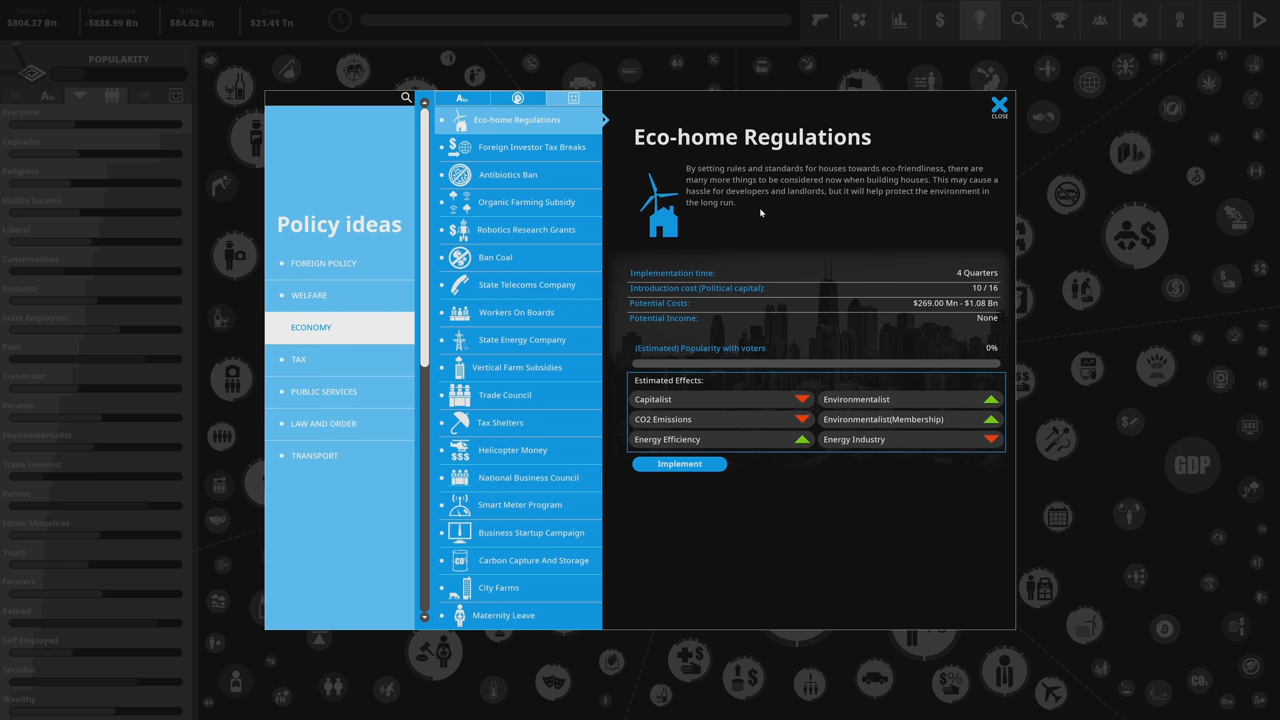 Income
Expenditure
Deficit
Debt
$804.37 Bn
-$888.99 Bn
$84.62 Bn
$21.41 Tn
POPULARITY
Abc
Everyone
Capitalist
Religious
Middle Income
Liberal
Conservatives
Motorist
State Employees
Poor
Commuter
Parents
Environmentalist
Trade Unionist
Patriot
Ethnic Minorities
Youth
Farmers
Retired
Self Employed
Socialist
Wealthy
Policy ideas
FOREIGN POLICY
WELFARE
ECONOMY
TAX
PUBLIC SERVICES
LAW AND ORDER
TRANSPORT
Abc
Eco-home Regulations
Foreign Investor Tax Breaks
Antibiotics Ban
Organic Farming Subsidy
Robotics Research Grants
Ban Coal
State Telecoms Company
Workers On Boards
State Energy Company
Vertical Farm Subsidies
Trade Council
Tax Shelters
Helicopter Money
National Business Council
Smart Meter Program
Business Startup Campaign
Carbon Capture And Storage
City Farms
Maternity Leave
CLOSE
Eco-home Regulations
By setting rules and standards for houses towards eco-friendliness, there are
many more things to be considered now when building houses. This may cause a
hassle for developers and landlords, but it will help protect the environment in
the long run.
Implementation time: 4 Quarters
Introduction cost (Political capital): 10 / 16
Potential Costs: $269.00 Mn - $1.08 Bn
Potential Income: None
(Estimated) Popularity with voters 0%
Estimated Effects:
Capitalist
Environmentalist
CO2 Emissions
Environmentalist(Membership)
Energy Efficiency
Energy Industry
Implement
GDP